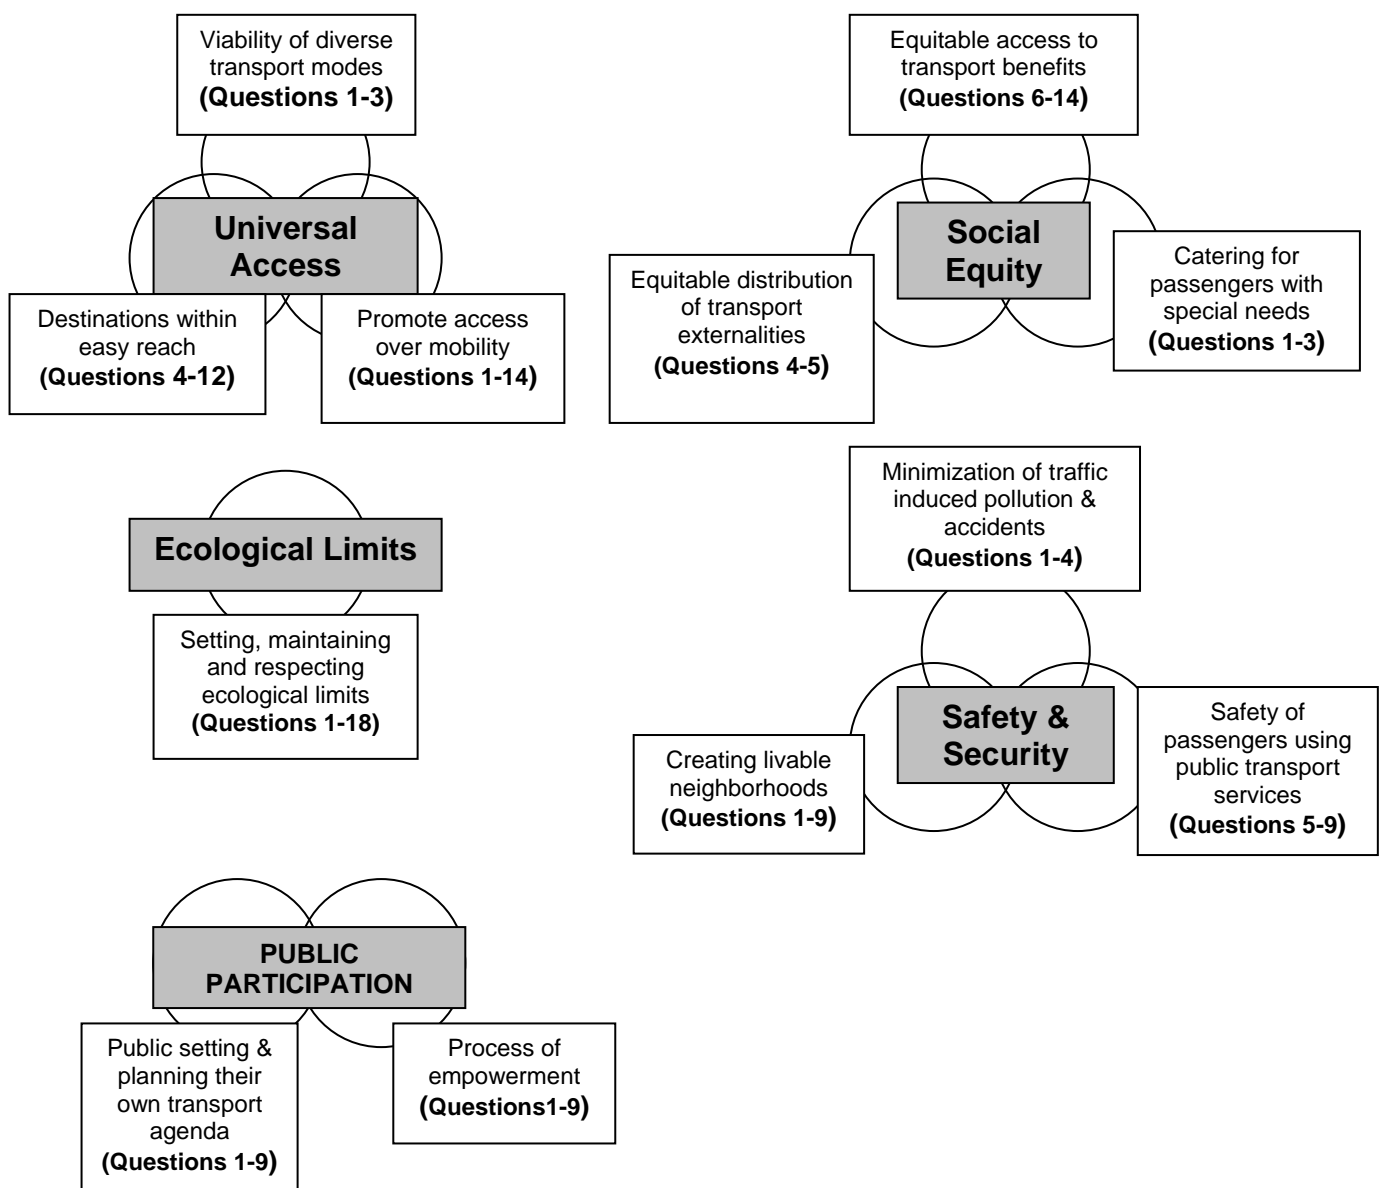 Viability of diverse
transport modes
(Questions 1-3)
Universal
Access
Destinations within
easy reach
(Questions 4-12)
Promote access
over mobility
(Questions 1-14)
Equitable access to
transport benefits
(Questions 6-14)
Social
Equity
Equitable distribution
of transport
externalities
(Questions 4-5)
Catering for
passengers with
special needs
(Questions 1-3)
Ecological Limits
Setting, maintaining
and respecting
ecological limits
(Questions 1-18)
Minimization of traffic
induced pollution &
accidents
(Questions 1-4)
Safety &
Security
Creating livable
neighborhoods
(Questions 1-9)
Safety of
passengers using
public transport
services
(Questions 5-9)
PUBLIC
PARTICIPATION
Public setting &
planning their
own transport
agenda
(Questions 1-9)
Process of
empowerment
(Questions1-9)